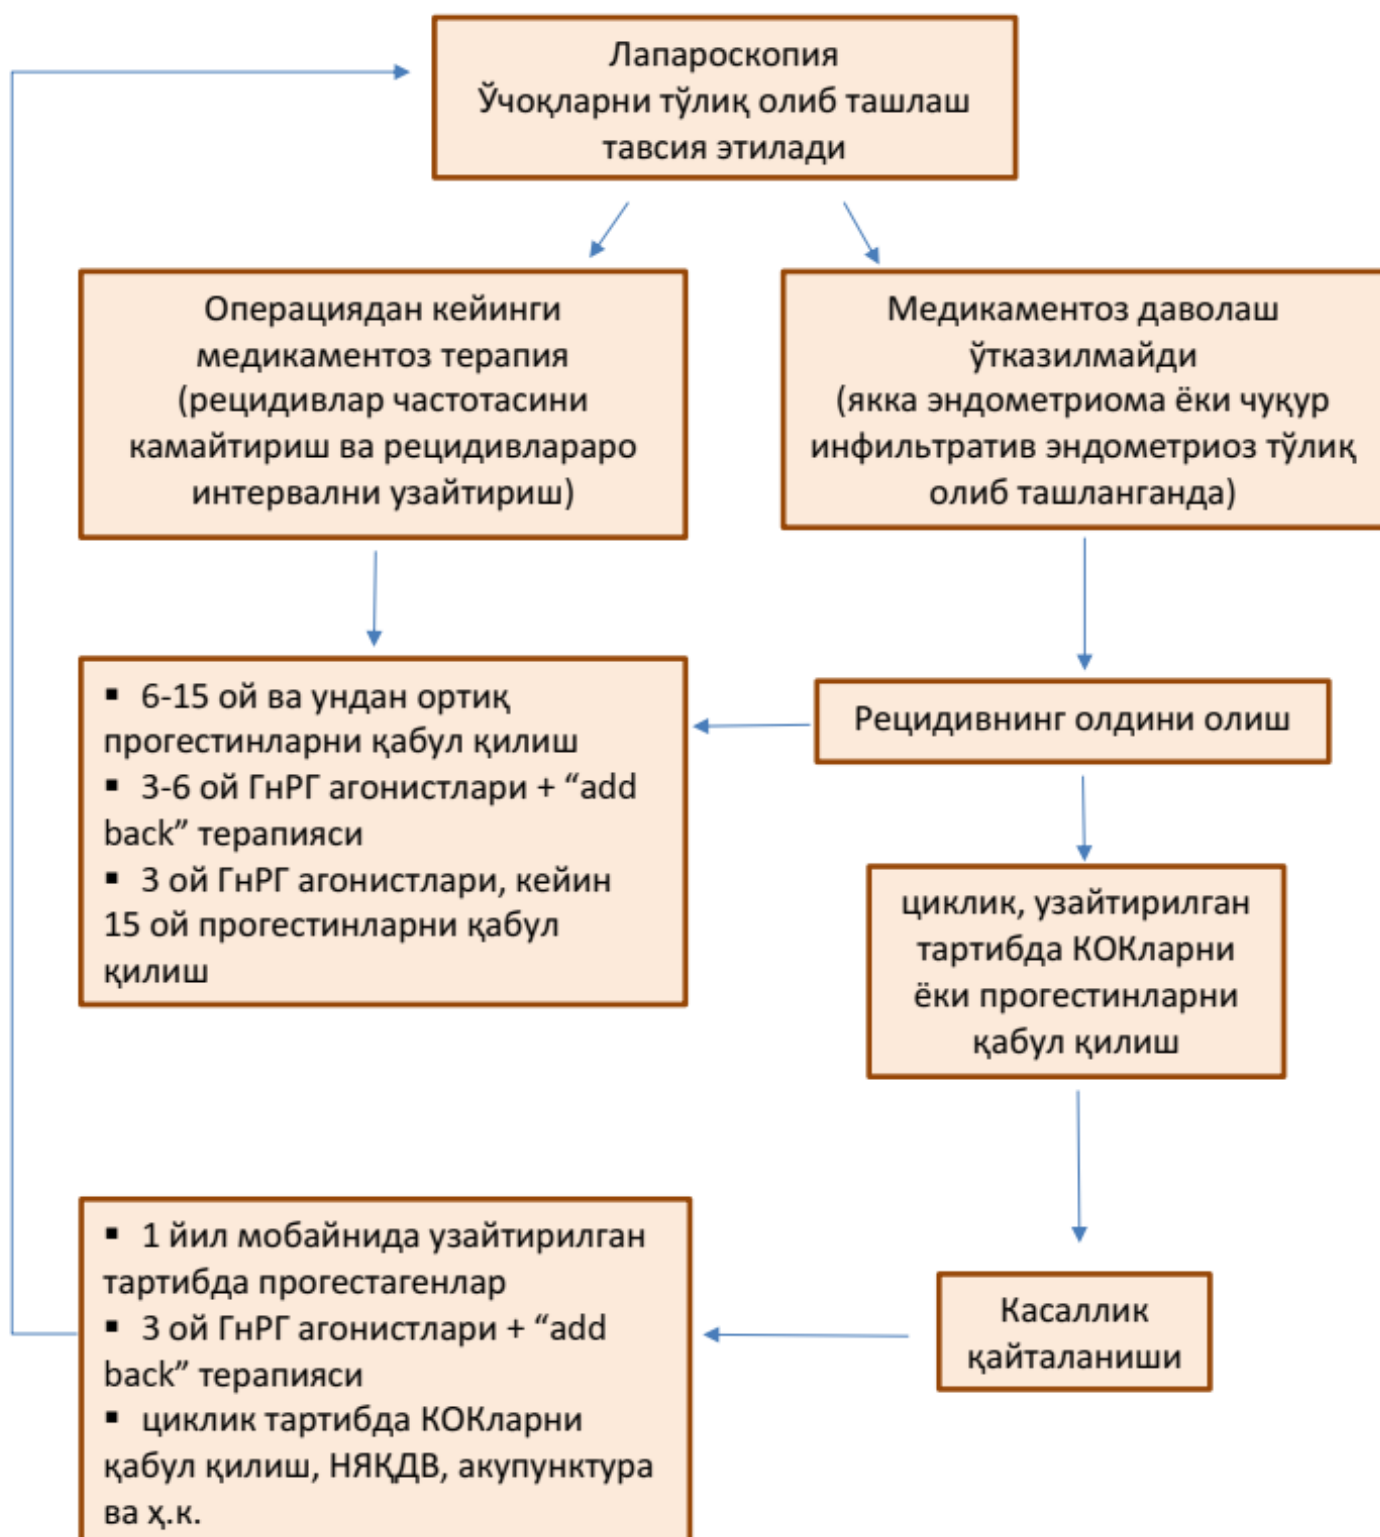 Лапароскопия
Ўчоқларни тўлиқ олиб ташлаш
тавсия этилади
Операциядан кейинги
медикаментоз терапия
(рецидивлар частотасини
камайтириш ва рецидивлараро
интервални узайтириш)
Медикаментоз даволаш
ўтказилмайди
(якка эндометриома ёки чуқур
инфильтратив эндометриоз тўлиқ
олиб ташланганда)
▪ 6-15 ой ва ундан ортиқ
прогестинларни қабул қилиш
▪ 3-6 ой ГнРГ агонистлари + “add
back” терапияси
▪ 3 ой ГнРГ агонистлари, кейин
15 ой прогестинларни қабул
қилиш
Рецидивнинг олдини олиш
циклик, узайтирилган
тартибда КОКларни
ёки прогестинларни
қабул қилиш
▪ 1 йил мобайнида узайтирилган
тартибда прогестагенлар
▪ 3 ой ГнРГ агонистлари + “add
back” терапияси
▪ циклик тартибда КОКларни
қабул қилиш, НЯҚДВ, акупунктура
ва ҳ.к.
Касаллик
қайталаниши